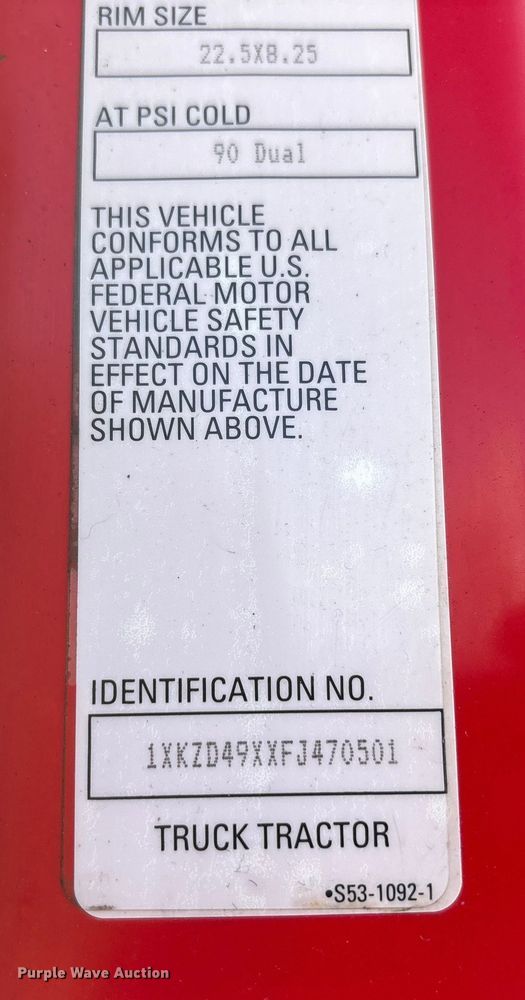 RIM SIZE
22.5X8.25
AT PSI COLD
90 Dual
THIS VEHICLE
CONFORMS TO ALL
APPLICABLE U.S.
FEDERAL MOTOR
VEHICLE SAFETY
STANDARDS IN
EFFECT ON THE DATE
OF MANUFACTURE
SHOWN ABOVE.
IDENTIFICATION NO.
1XKZD49XXFJ470501
TRUCK TRACTOR
•S53-1092-1
Purple Wave Auction